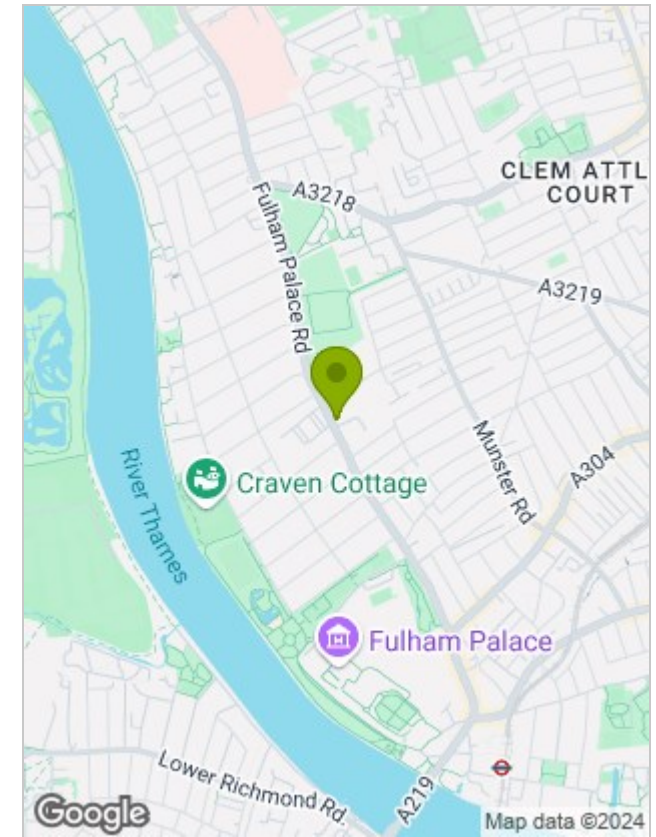 CLEM ATTL
COURT
A3218
Fulham Palace Rd
A3219
Munster Rd
A304
Craven Cottage
River Thames
Fulham Palace
Lower Richmond Rd.
A219
Google
Map data ©2024